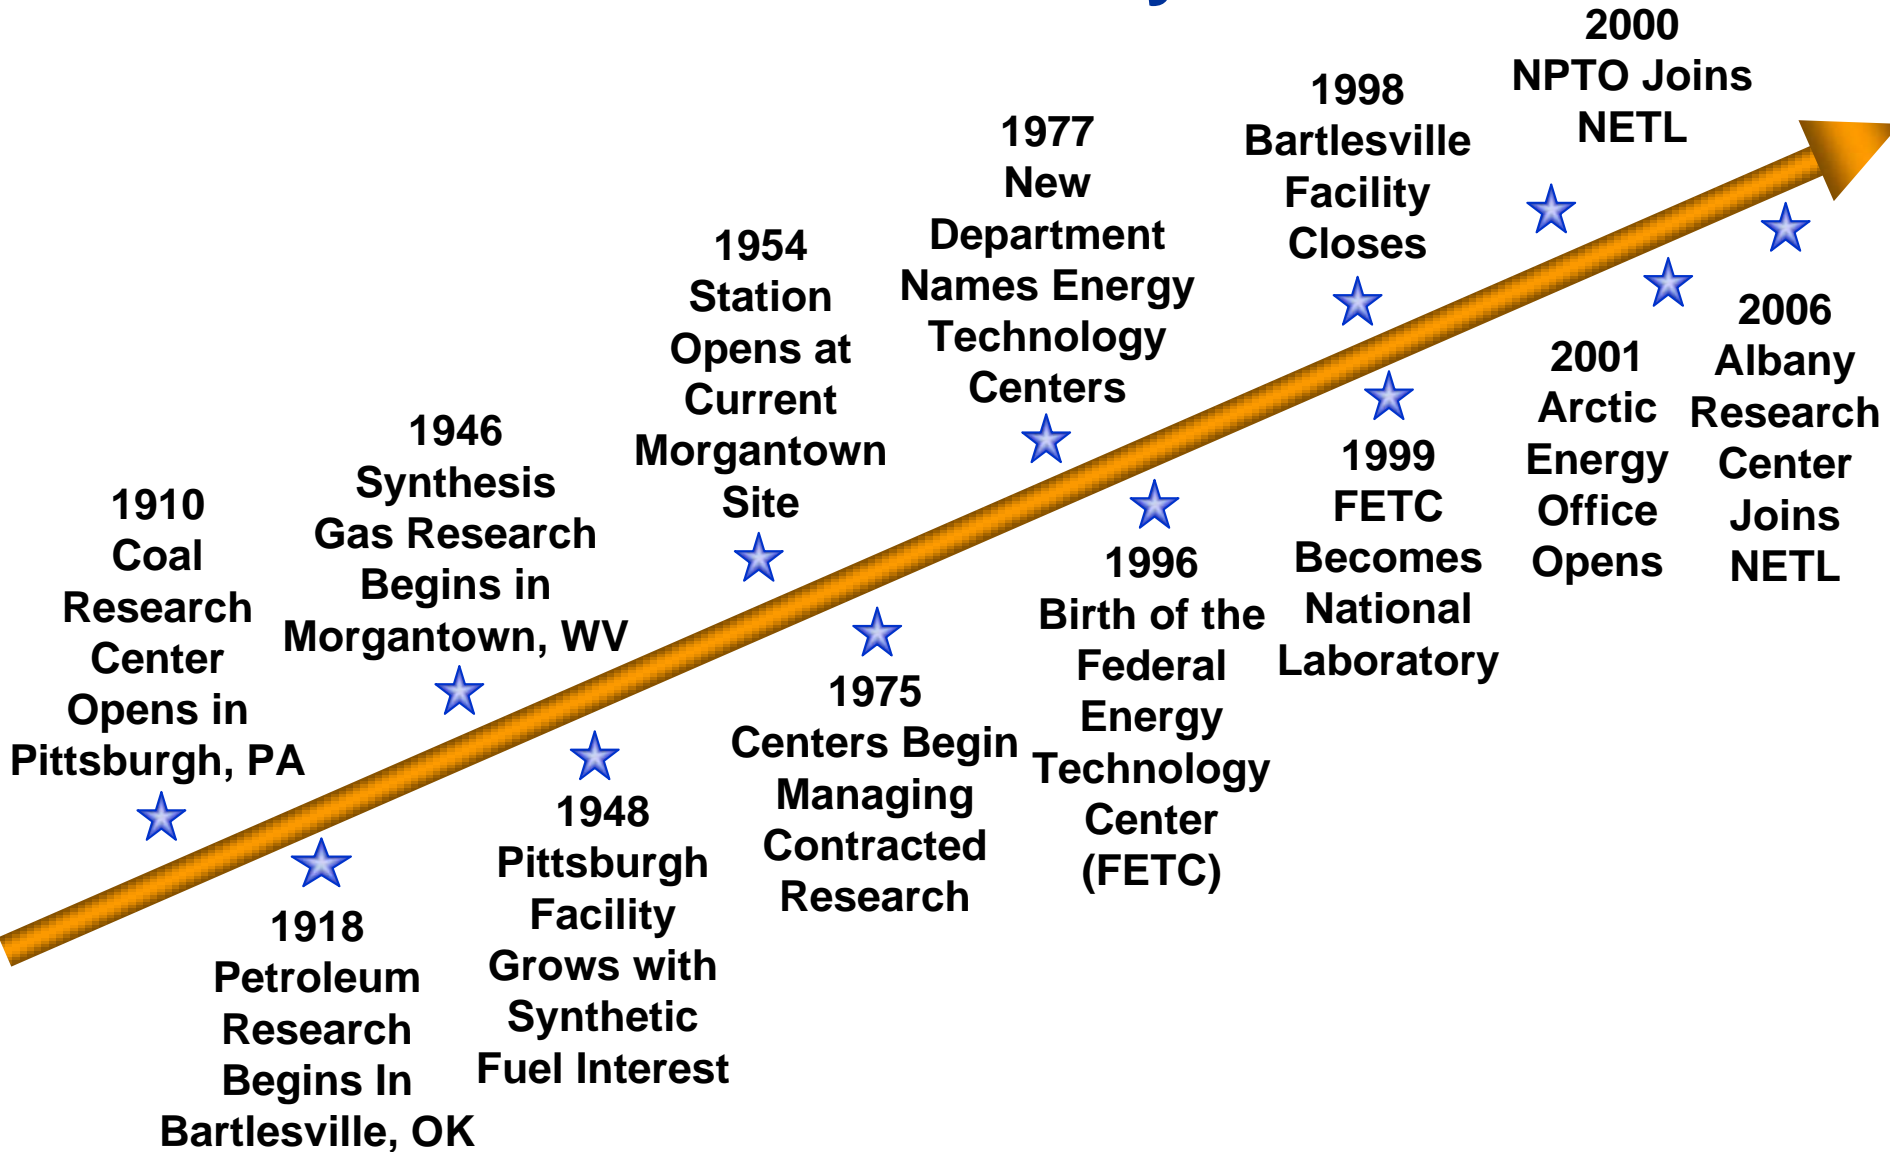 1910
Coal
Research
Center
Opens in
Pittsburgh, PA
1918
Petroleum
Research
Begins In
Bartlesville, OK
1946
Synthesis
Gas Research
Begins in
Morgantown, WV
1948
Pittsburgh
Facility
Grows with
Synthetic
Fuel Interest
1954
Station
Opens at
Current
Morgantown
Site
1975
Centers Begin
Managing
Contracted
Research
1977
New
Department
Names Energy
Technology
Centers
1996
Birth of the
Federal
Energy
Technology
Center
(FETC)
1998
Bartlesville
Facility
Closes
1999
FETC
Becomes
National
Laboratory
2000
NPTO Joins
NETL
2001
Arctic
Energy
Office
Opens
2006
Albany
Research
Center
Joins
NETL